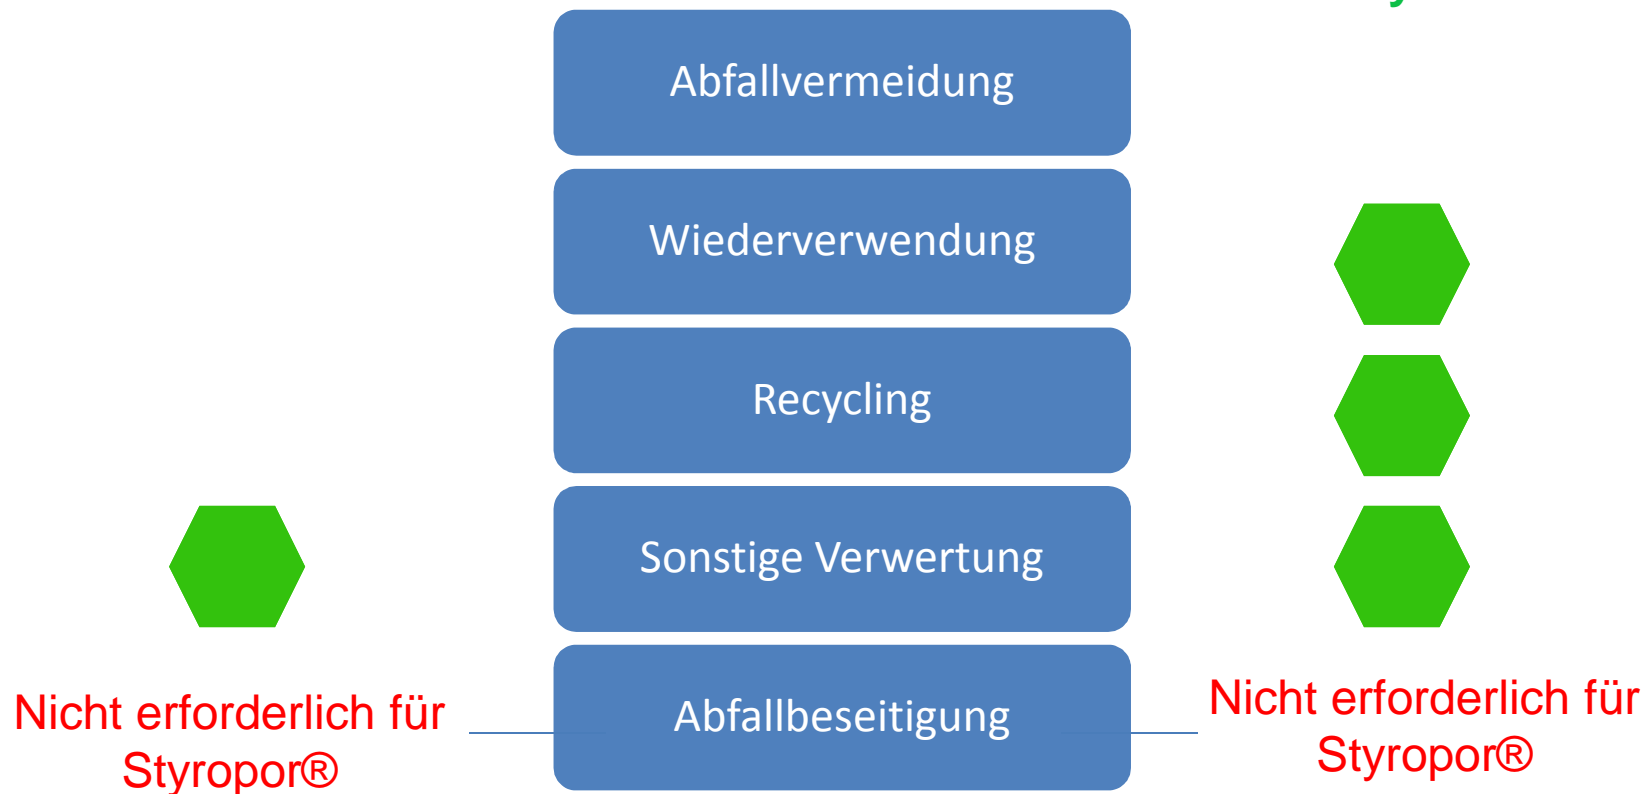 Abfallvermeidung
Wiederverwendung
Recycling
Sonstige Verwertung
Abfallbeseitigung
Nicht erforderlich für
Styropor®
Nicht erforderlich für
Styropor®